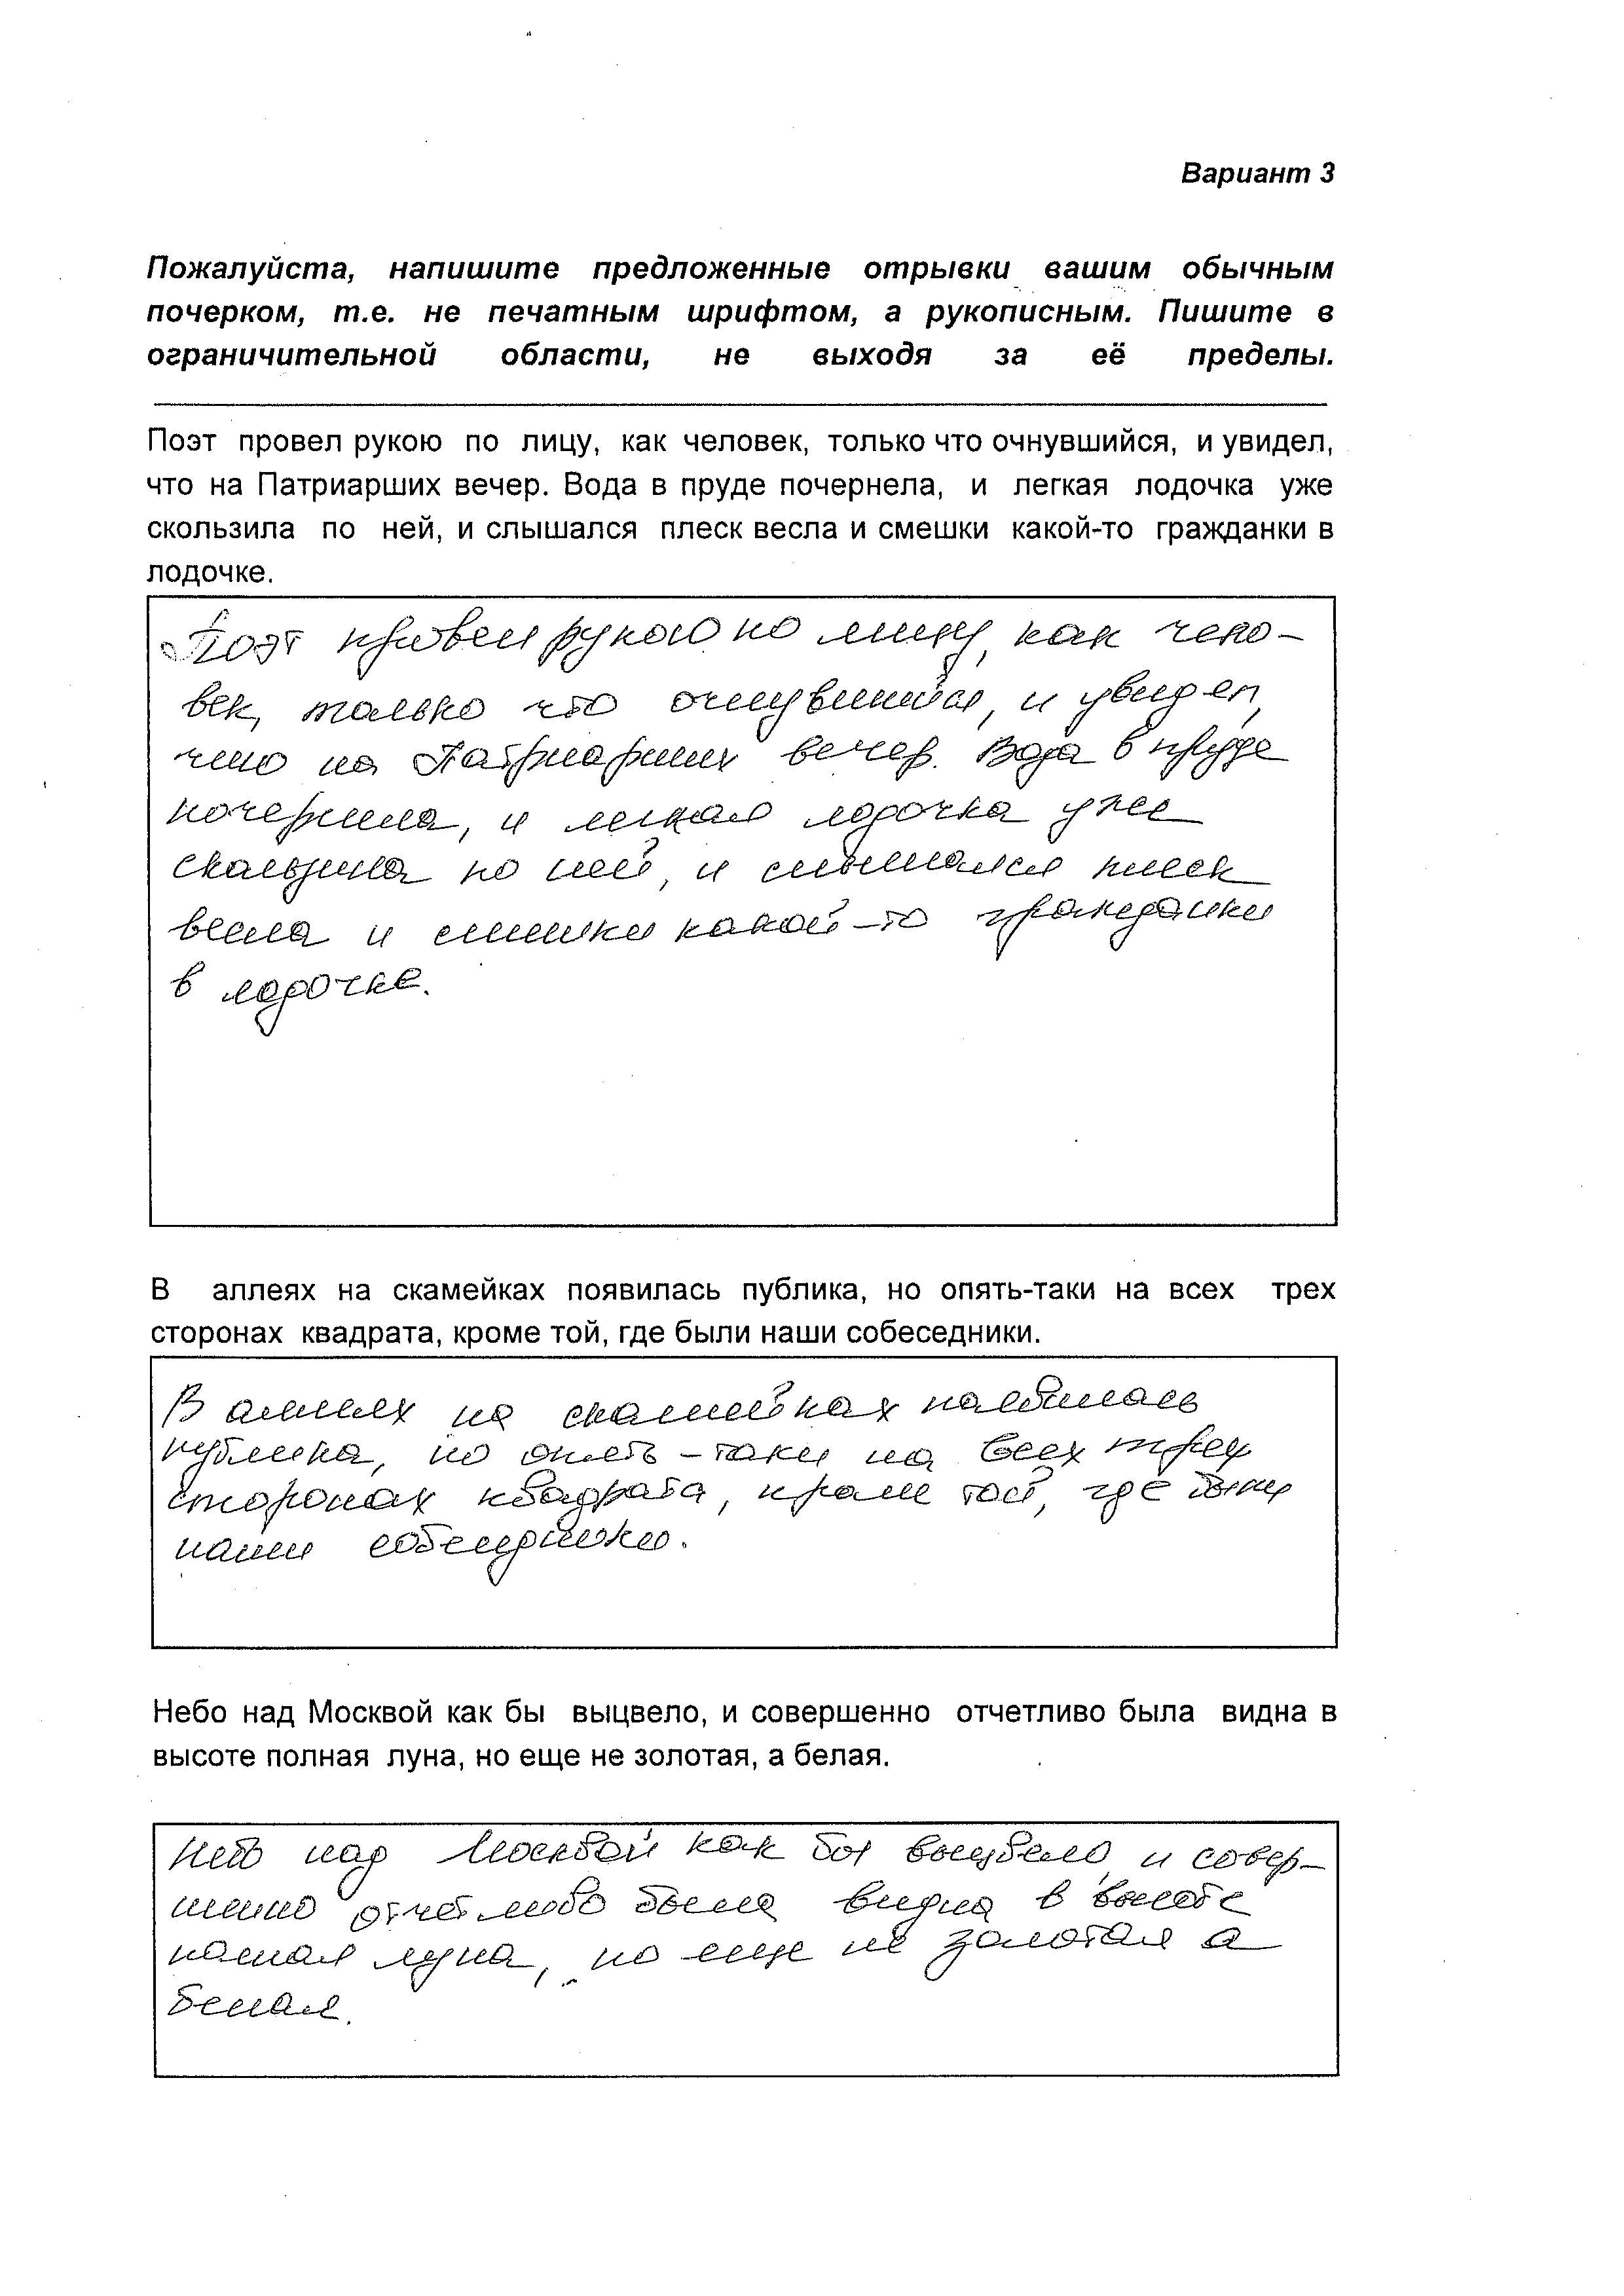 Вариант 3
Пожалуйста, напишите предложенные отрывки вашим обычным
почерком, т.е. не печатным шрифтом, а рукописным. Пишите в
ограничительной области, не выходя за её пределы.
Поэт провел рукою по лицу, как человек, только что очнувшийся, и увидел,
что на Патриарших вечер. Вода в пруде почернела, и легкая лодочка уже
скользила по ней, и слышался плеск весла и смешки какой-то гражданки в
лодочке.
Поэт провел рукою по лицу, как чело-
век, только что очнувшийся, и увидел,
что на Патриарших вечер. Вода в пруде
почернела, и легкая лодочка уже
скользила по ней, и слышался плеск
весла и смешки какой-то гражданки
в лодочке.
В аллеях на скамейках появилась публика, но опять-таки на всех трех
сторонах квадрата, кроме той, где были наши собеседники.
В аллеях на скамейках появилась
публика, но опять-таки на всех трех
сторонах квадрата, кроме той, где были
наши собеседники.
Небо над Москвой как бы выцвело, и совершенно отчетливо была видна в
высоте полная луна, но еще не золотая, а белая.
Небо над Москвой как бы выцвело, и совер-
шенно отчетливо была видна в высоте
полная луна, но еще не золотая а
белая.